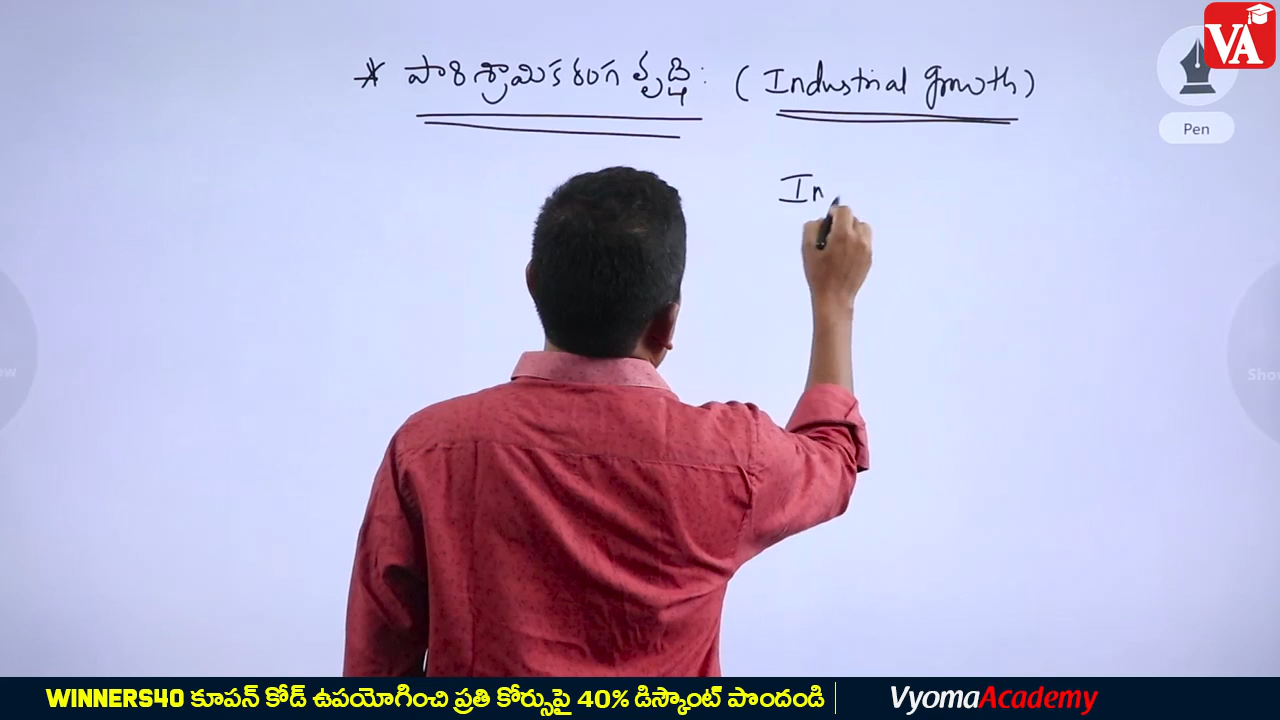 VA
* పారిశ్రామిక రంగ వృద్ధి : (Industrial growth)
Pen
In
WINNERS40 కూపన్ కోడ్ ఉపయోగించి ప్రతి కోర్సుపై 40% డిస్కౌంట్ పొందండి | VyomaAcademy